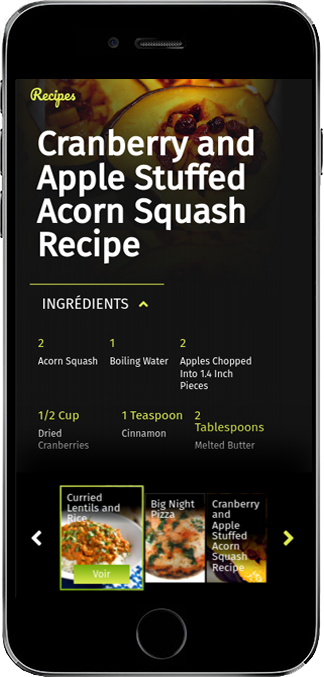 Recipes
Cranberry and
Apple Stuffed
Acorn Squash
Recipe
INGRÉDIENTS
2 1 2
Acorn Squash Boiling Water Apples Chopped
Into 1.4 Inch
Pieces
1/2 Cup 1 Teaspoon 2
Tablespoons
Dried Cinnamon Melted Butter
Cranberries
Curried
Lentils and
Rice
Voir
Big Night
Pizza
Cranberry
and
Apple
Stuffed
Acorn
Squash
Recipe